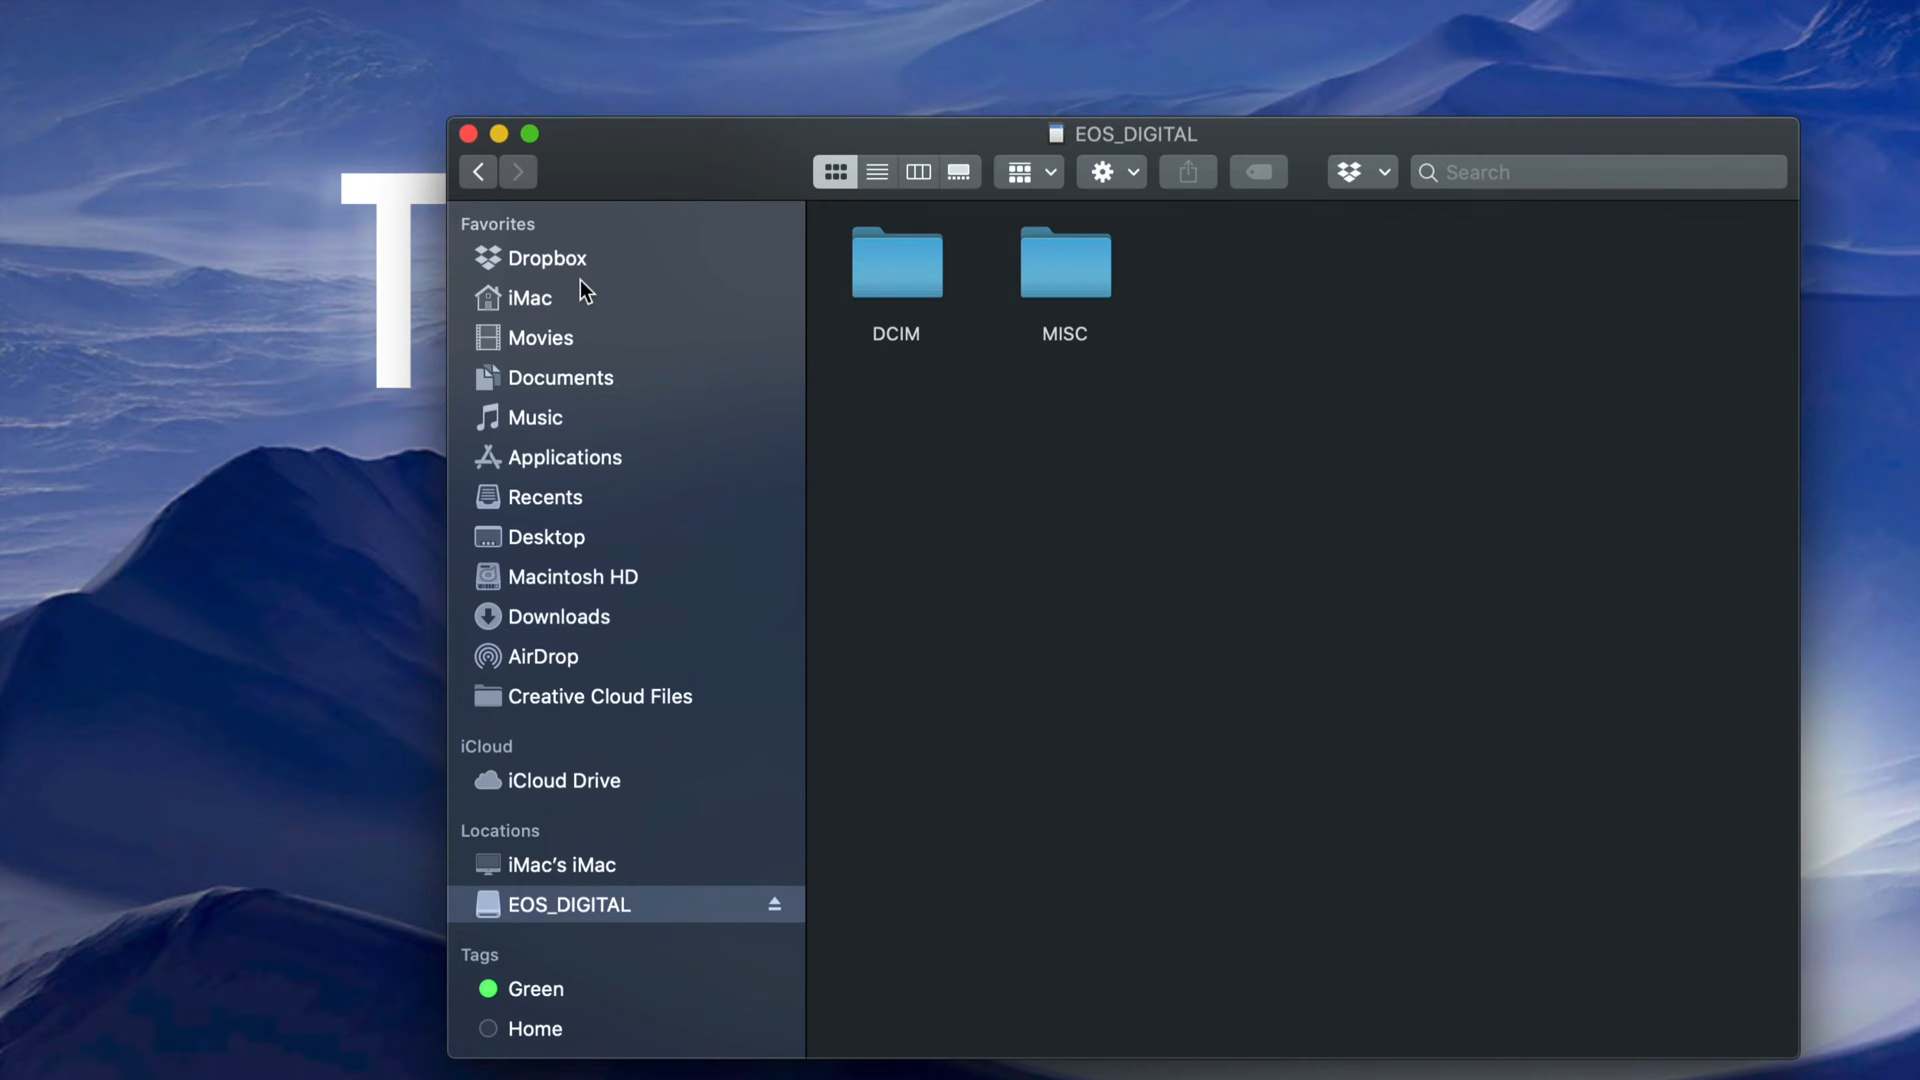 T
EOS_DIGITAL
Search
Favorites
Dropbox
iMac
Movies
Documents
Music
Applications
Recents
Desktop
Macintosh HD
Downloads
AirDrop
Creative Cloud Files
iCloud
iCloud Drive
Locations
iMac’s iMac
EOS_DIGITAL
Tags
Green
Home
DCIM
MISC